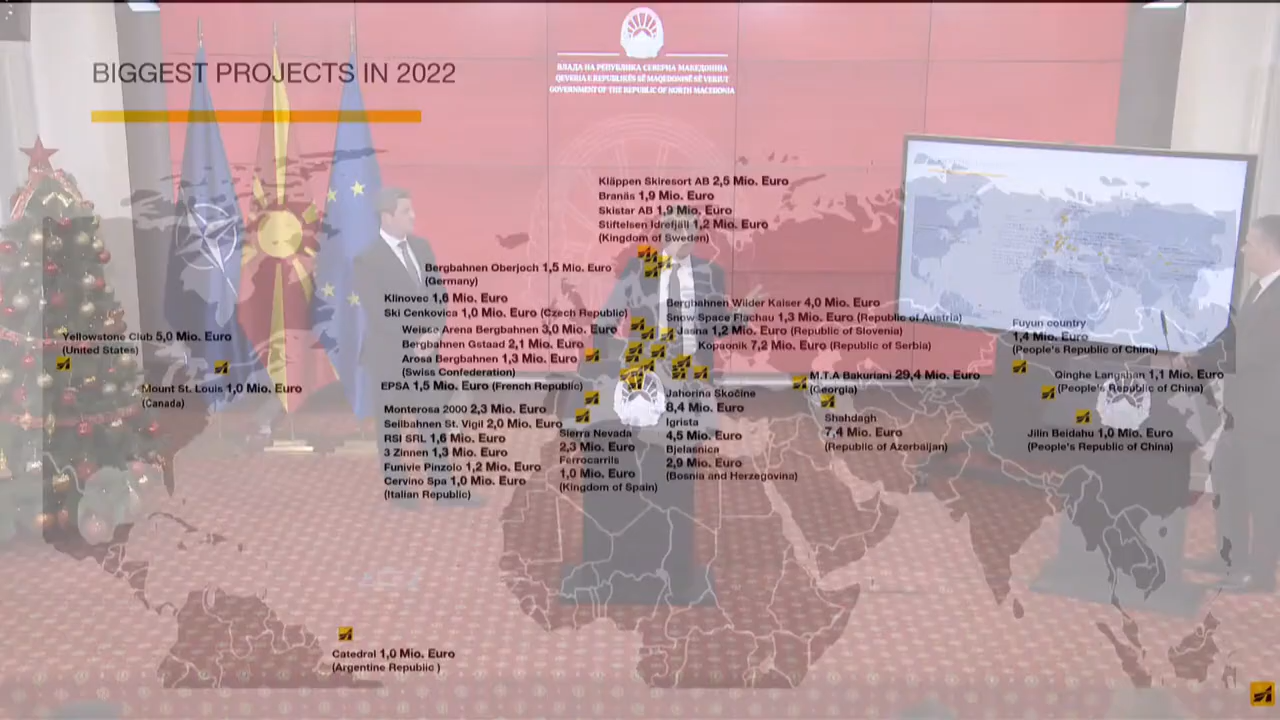 ВЛАДА НА РЕПУБЛИКА СЕВЕРНА МАКЕДОНИЈА
QEVERIA E REPUBLIKËS SË MAQEDONISË SË VERIUT
GOVERNMENT OF THE REPUBLIC OF NORTH MACEDONIA
BIGGEST PROJECTS IN 2022
Kläppen Skiresort AB 2,5 Mio. Euro
Branäs 1,9 Mio. Euro
Skistar AB 1,9 Mio. Euro
Stiftelsen Idrefjäll 1,2 Mio. Euro
(Kingdom of Sweden)
Bergbahnen Oberjoch 1,5 Mio. Euro
(Germany)
Klinovec 1,6 Mio. Euro
Ski Cenkovica 1,0 Mio. Euro (Czech Republic)
Weisse Arena Bergbahnen 3,0 Mio. Euro
Bergbahnen Gstaad 2,1 Mio. Euro
Arosa Bergbahnen 1,3 Mio. Euro
(Swiss Confederation)
EPSA 1,5 Mio. Euro (French Republic)
Monterosa 2000 2,3 Mio. Euro
Seilbahnen St. Vigil 2,0 Mio. Euro
RSI SRL 1,6 Mio. Euro
3 Zinnen 1,3 Mio. Euro
Funivie Pinzolo 1,2 Mio. Euro
Cervino Spa 1,0 Mio. Euro
(Italian Republic)
Bergbahnen Wilder Kaiser 4,0 Mio. Euro
Snow Space Flachau 1,3 Mio. Euro (Republic of Austria)
Jasna 1,2 Mio. Euro (Republic of Slovenia)
Kopaonik 7,2 Mio. Euro (Republic of Serbia)
Sierra Nevada
2,3 Mio. Euro
Ferrocarrils
1,0 Mio. Euro
(Kingdom of Spain)
Jahorina Skočine
8,4 Mio. Euro
Igrista
4,5 Mio. Euro
Bjelasnica
2,9 Mio. Euro
(Bosnia and Herzegovina)
Yellowstone Club 5,0 Mio. Euro
(United States)
Mount St. Louis 1,0 Mio. Euro
(Canada)
M.T.A Bakuriani 29,4 Mio. Euro
(Georgia)
Shahdagh
7,4 Mio. Euro
(Republic of Azerbaijan)
Fuyun country
1,4 Mio. Euro
(People's Republic of China)
Qinghe Langshan 1,1 Mio. Euro
(People's Republic of China)
Jilin Beidahu 1,0 Mio. Euro
(People's Republic of China)
Catedral 1,0 Mio. Euro
(Argentine Republic )